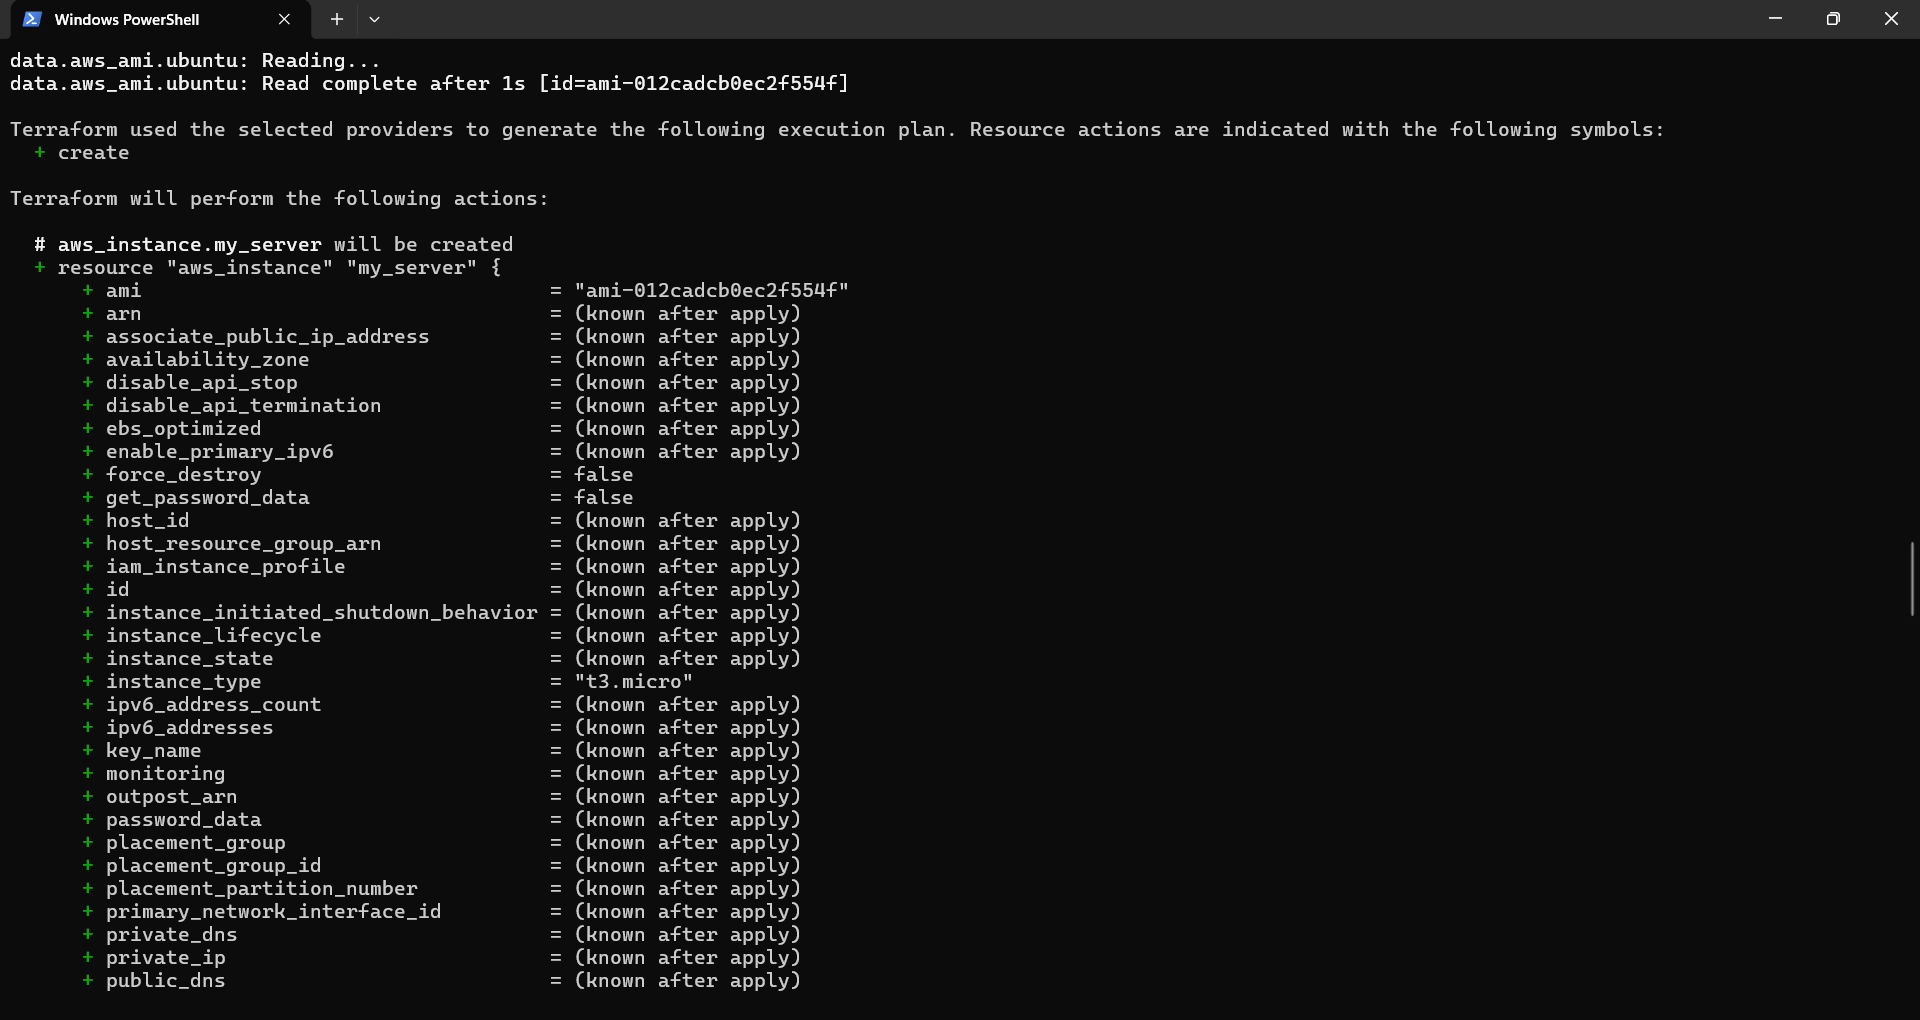 Windows PowerShell
data.aws_ami.ubuntu: Reading...
data.aws_ami.ubuntu: Read complete after 1s [id=ami-012cadcb0ec2f554f]
Terraform used the selected providers to generate the following execution plan. Resource actions are indicated with the following symbols:
+ create
Terraform will perform the following actions:
# aws_instance.my_server will be created
+ resource "aws_instance" "my_server" {
+ ami = "ami-012cadcb0ec2f554f"
+ arn = (known after apply)
+ associate_public_ip_address = (known after apply)
+ availability_zone = (known after apply)
+ disable_api_stop = (known after apply)
+ disable_api_termination = (known after apply)
+ ebs_optimized = (known after apply)
+ enable_primary_ipv6 = (known after apply)
+ force_destroy = false
+ get_password_data = false
+ host_id = (known after apply)
+ host_resource_group_arn = (known after apply)
+ iam_instance_profile = (known after apply)
+ id = (known after apply)
+ instance_initiated_shutdown_behavior = (known after apply)
+ instance_lifecycle = (known after apply)
+ instance_state = (known after apply)
+ instance_type = "t3.micro"
+ ipv6_address_count = (known after apply)
+ ipv6_addresses = (known after apply)
+ key_name = (known after apply)
+ monitoring = (known after apply)
+ outpost_arn = (known after apply)
+ password_data = (known after apply)
+ placement_group = (known after apply)
+ placement_group_id = (known after apply)
+ placement_partition_number = (known after apply)
+ primary_network_interface_id = (known after apply)
+ private_dns = (known after apply)
+ private_ip = (known after apply)
+ public_dns = (known after apply)